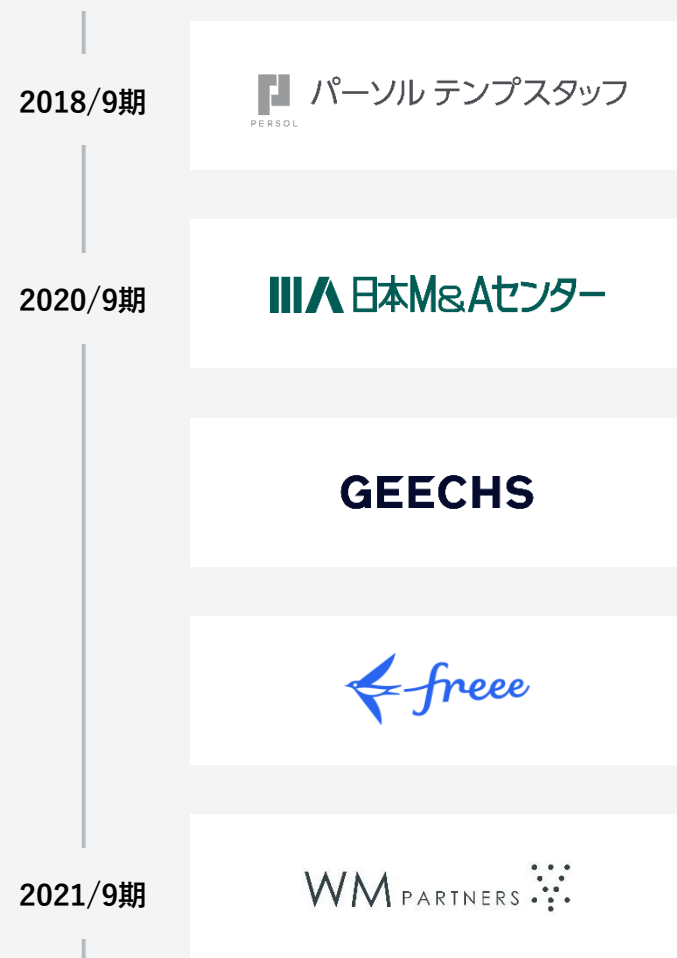 2018/9期
パーソル テンプスタッフ
PERSOL
2020/9期
日本M&Aセンター
GEECHS
freee
2021/9期
WM PARTNERS